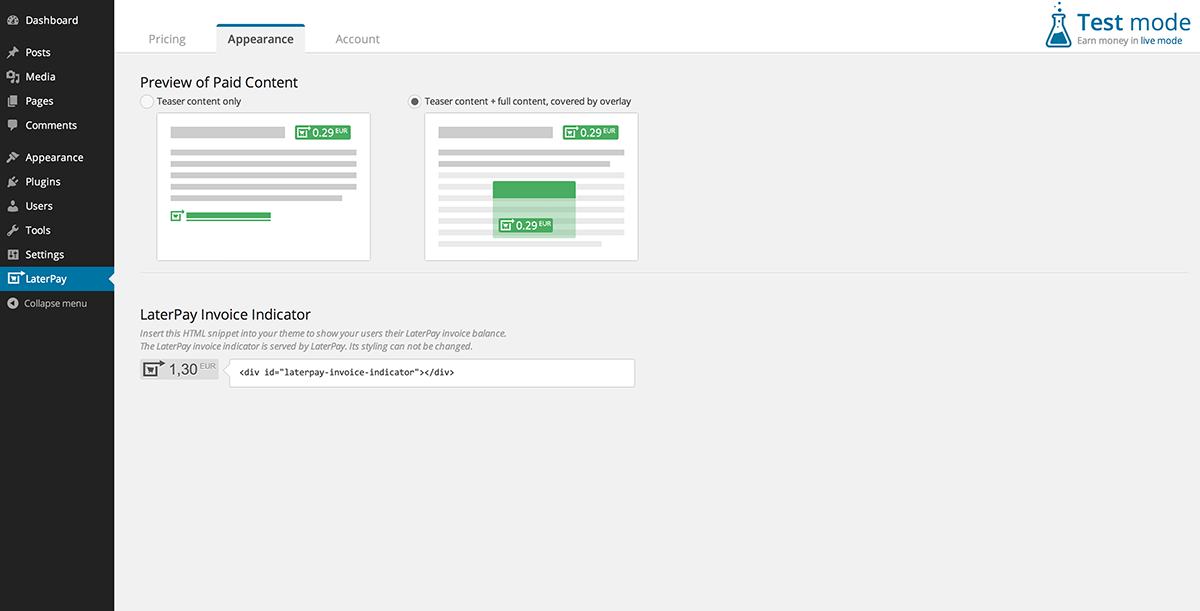 Dashboard
Posts
Media
Pages
Comments
Appearance
Plugins
Users
Tools
Settings
LaterPay
Collapse menu
Pricing
Appearance
Account
Test mode
Earn money in live mode
Preview of Paid Content
Teaser content only
Teaser content + full content, covered by overlay
0.29 EUR
0.29 EUR
0.29 EUR
LaterPay Invoice Indicator
Insert this HTML snippet into your theme to show your users their LaterPay invoice balance.
The LaterPay invoice indicator is served by LaterPay. Its styling can not be changed.
1,30 EUR
<div id="laterpay-invoice-indicator"></div>